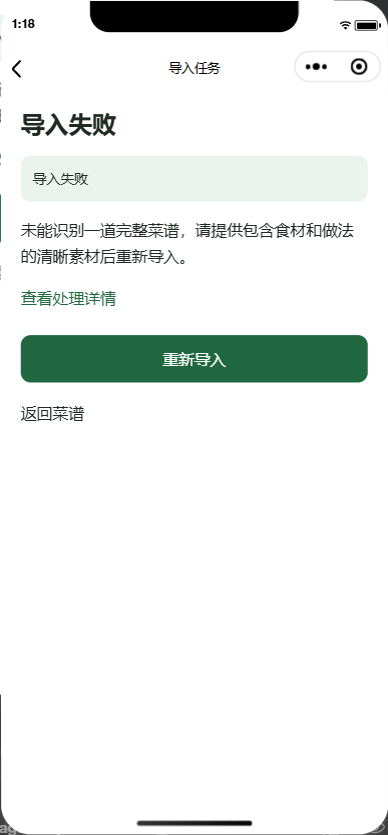 1:18
导入任务
导入失败
导入失败
未能识别一道完整菜谱，请提供包含食材和做法
的清晰素材后重新导入。
查看处理详情
重新导入
返回菜谱